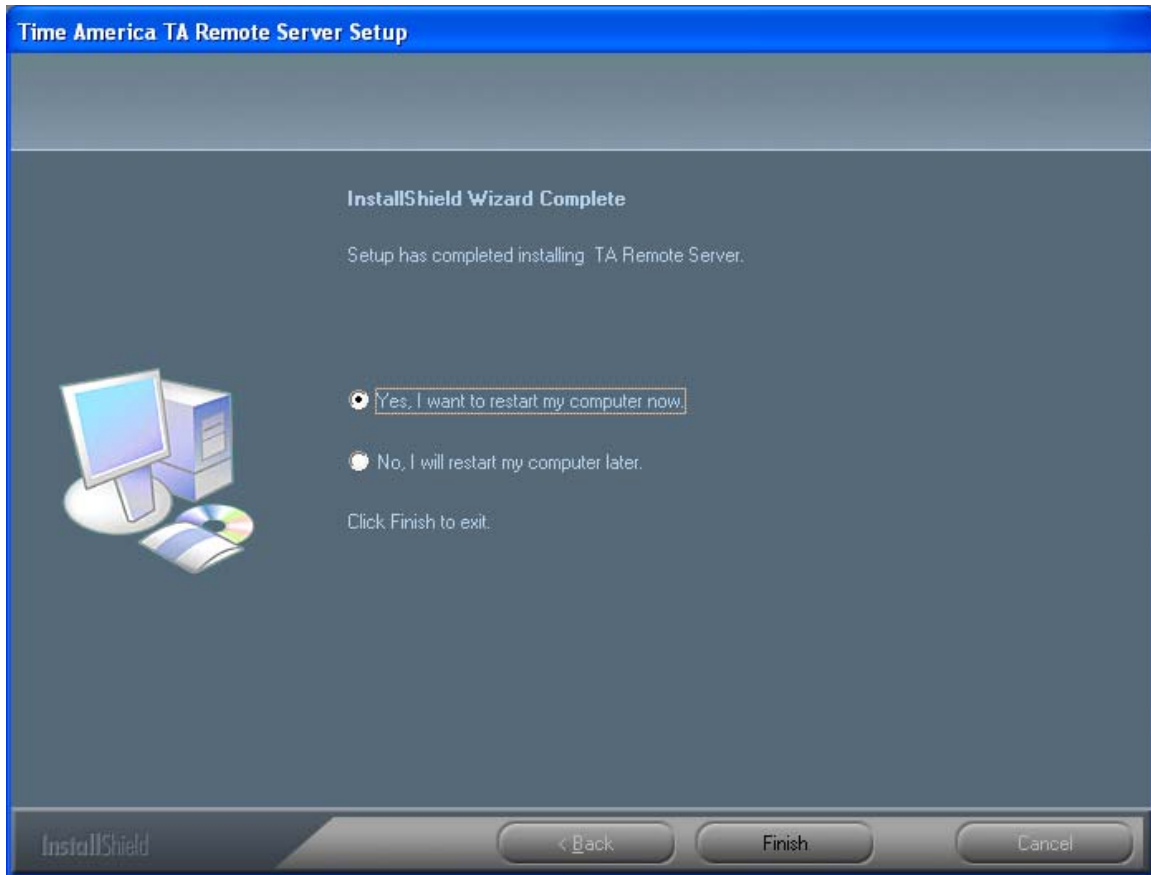 Time America TA Remote Server Setup
InstallShield Wizard Complete
Setup has completed installing  TA Remote Server.
Yes, I want to restart my computer now.
No, I will restart my computer later.
Click Finish to exit.
InstallShield
< Back
Finish
Cancel